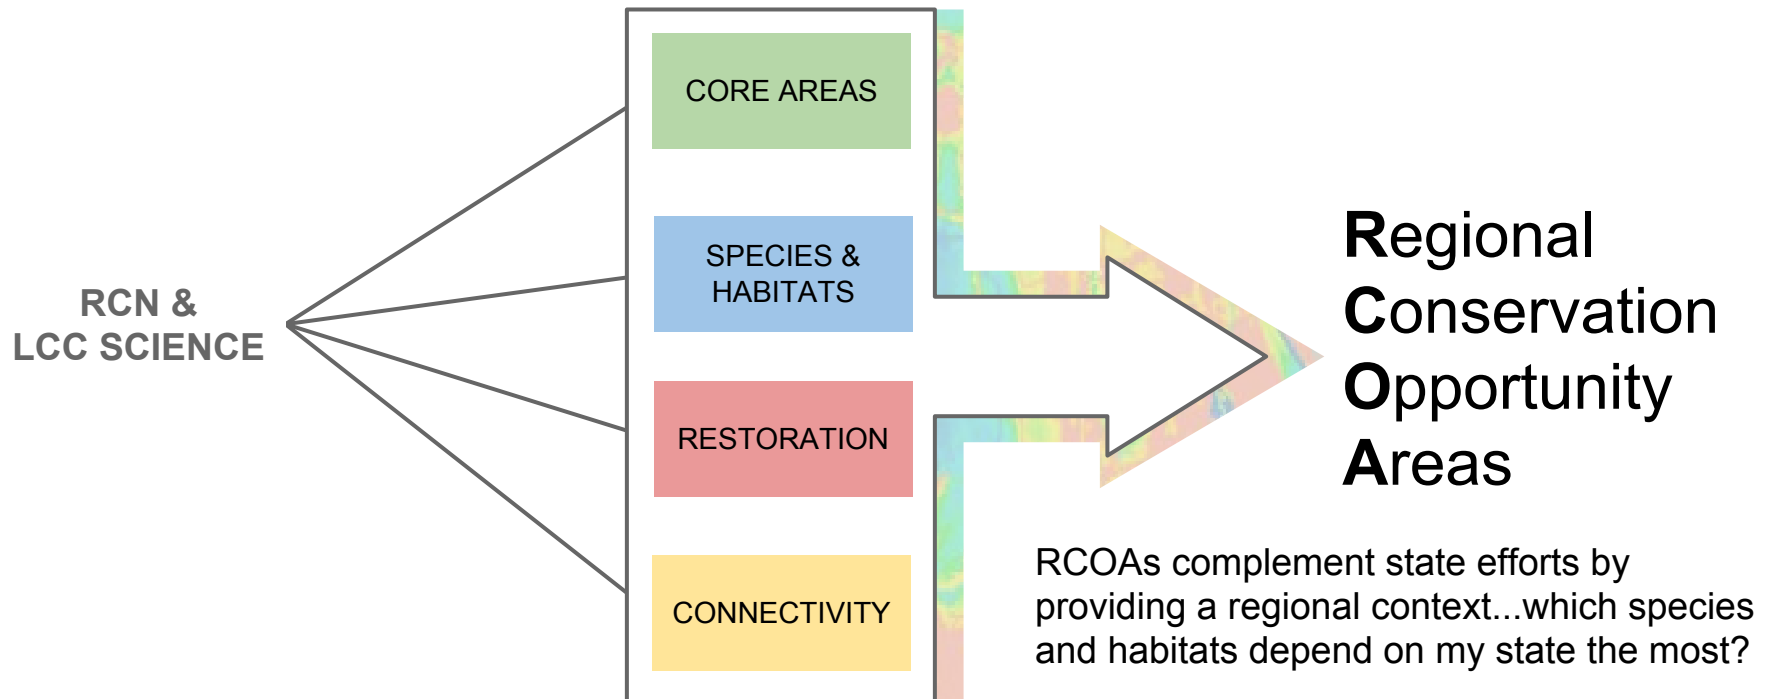 RCN &
LCC SCIENCE
CORE AREAS
SPECIES &
HABITATS
RESTORATION
CONNECTIVITY
Regional
Conservation
Opportunity
Areas
RCOAs complement state efforts by
providing a regional context...which species
and habitats depend on my state the most?